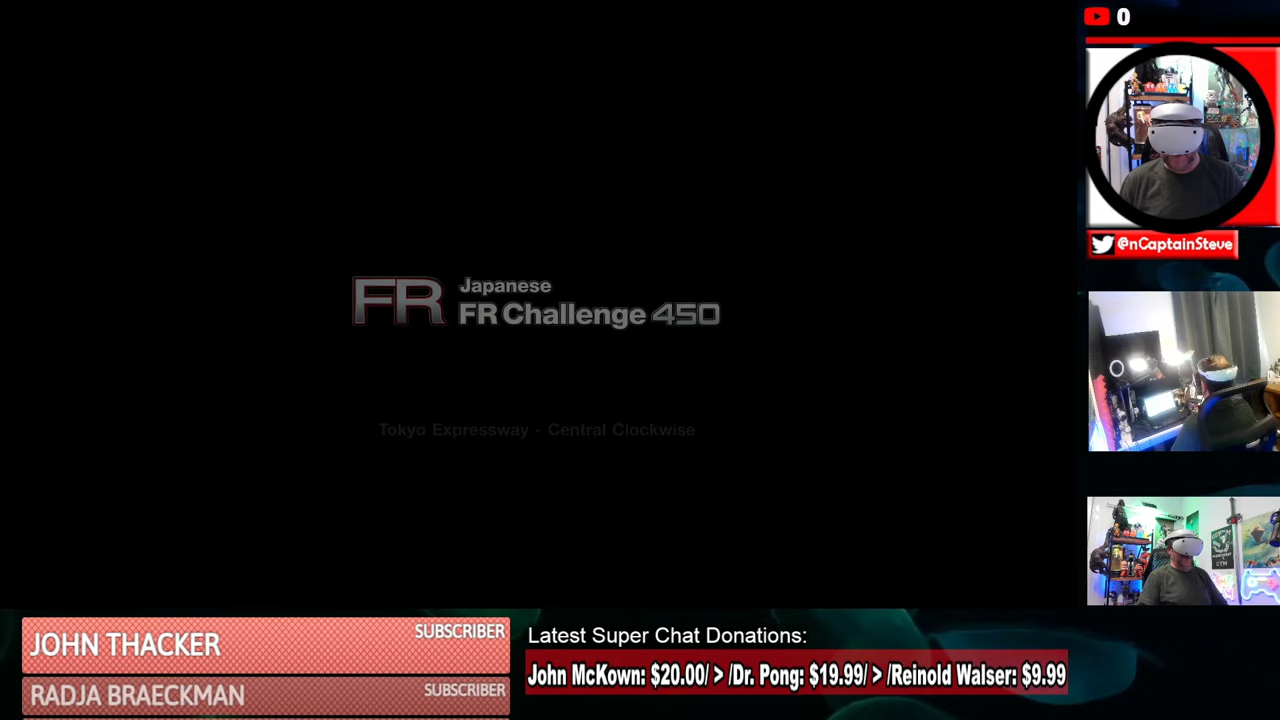 0
@nCaptainSteve
FR
Japanese
FR Challenge 450
Tokyo Expressway - Central Clockwise
JOHN THACKER
SUBSCRIBER
RADJA BRAECKMAN
SUBSCRIBER
Latest Super Chat Donations:
John McKown: $20.00/ > /Dr. Pong: $19.99/ > /Reinold Walser: $9.99